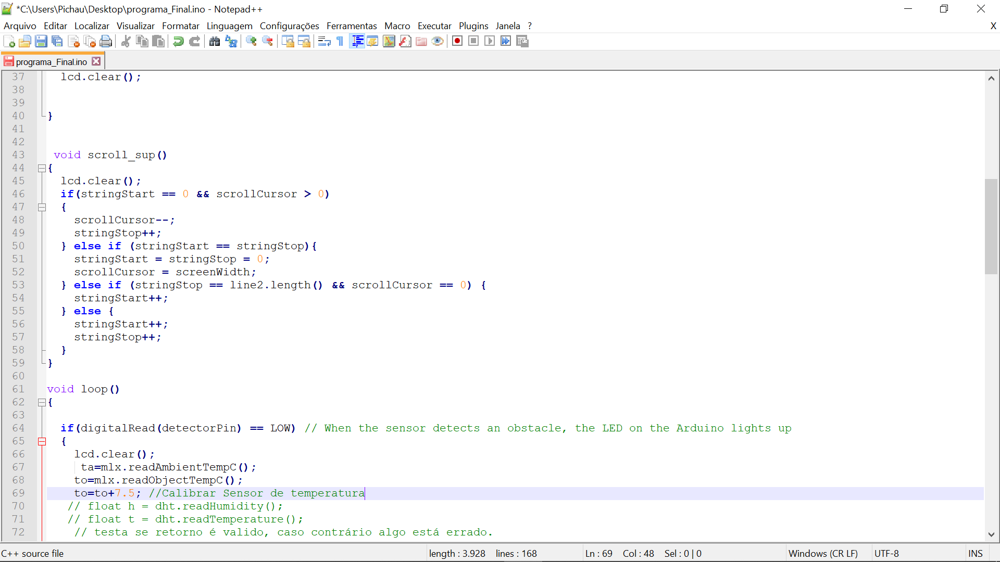 *C:\Users\Pichau\Desktop\programa_Final.ino - Notepad++
Arquivo Editar Localizar Visualizar Formatar Linguagem Configurações Ferramentas Macro Executar Plugins Janela ? X
programa_Final.ino
37 lcd.clear();
38
39
40 }
41
42
43 void scroll_sup()
44 {
45 lcd.clear();
46 if(stringStart == 0 && scrollCursor > 0)
47 {
48 scrollCursor--;
49 stringStop++;
50 } else if (stringStart == stringStop){
51 stringStart = stringStop = 0;
52 scrollCursor = screenWidth;
53 } else if (stringStop == line2.length() && scrollCursor == 0) {
54 stringStart++;
55 } else {
56 stringStart++;
57 stringStop++;
58 }
59 }
60
61 void loop()
62 {
63
64 if(digitalRead(detectorPin) == LOW) // When the sensor detects an obstacle, the LED on the Arduino lights up
65 {
66 lcd.clear();
67 ta=mlx.readAmbientTempC();
68 to=mlx.readObjectTempC();
69 to=to+7.5; //Calibrar Sensor de temperatura
70 // float h = dht.readHumidity();
71 // float t = dht.readTemperature();
72 // testa se retorno é valido, caso contrário algo está errado.
C++ source file length : 3.928 lines : 168 Ln : 69 Col : 48 Sel : 0 | 0 Windows (CR LF) UTF-8 INS